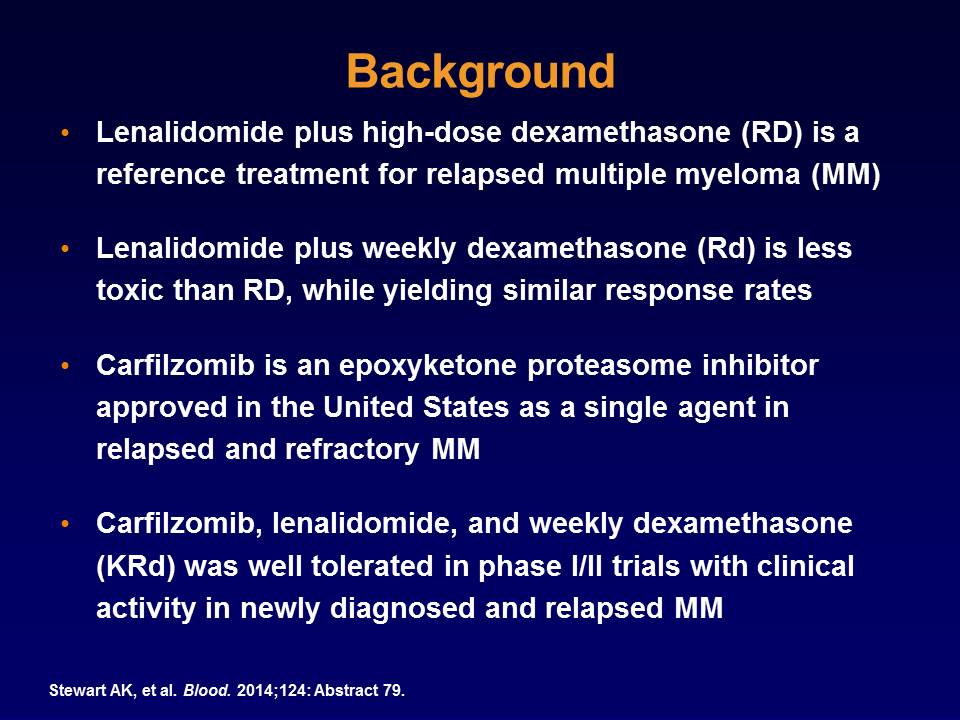 Background
• Lenalidomide plus high-dose dexamethasone (RD) is a
reference treatment for relapsed multiple myeloma (MM)
• Lenalidomide plus weekly dexamethasone (Rd) is less
toxic than RD, while yielding similar response rates
• Carfilzomib is an epoxyketone proteasome inhibitor
approved in the United States as a single agent in
relapsed and refractory MM
• Carfilzomib, lenalidomide, and weekly dexamethasone
(KRd) was well tolerated in phase I/II trials with clinical
activity in newly diagnosed and relapsed MM
Stewart AK, et al. Blood. 2014;124: Abstract 79.